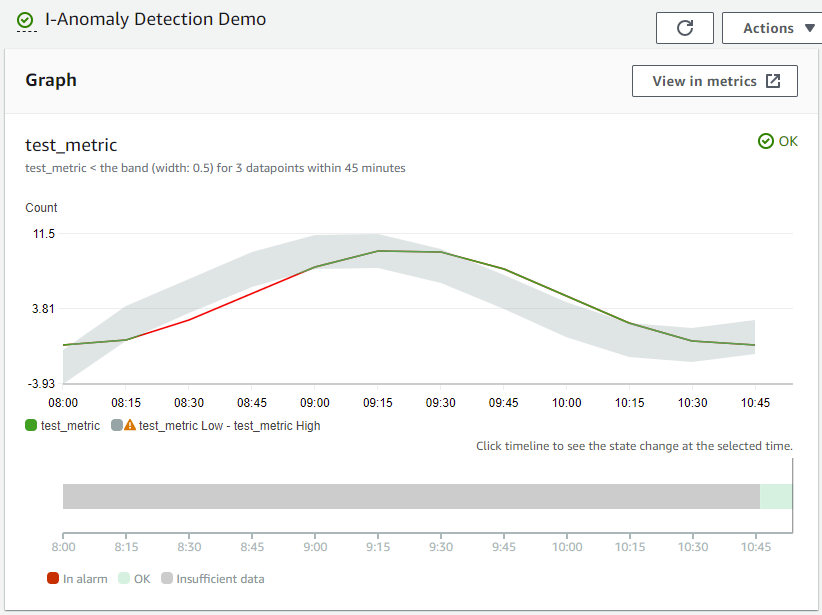 I-Anomaly Detection Demo
Actions
Graph
View in metrics
test_metric
OK
test_metric < the band (width: 0.5) for 3 datapoints within 45 minutes
Count
11.5
3.81
-3.93
08:00 08:15 08:30 08:45 09:00 09:15 09:30 09:45 10:00 10:15 10:30 10:45
test_metric test_metric Low - test_metric High
Click timeline to see the state change at the selected time.
8:00 8:15 8:30 8:45 9:00 9:15 9:30 9:45 10:00 10:15 10:30 10:45
In alarm OK Insufficient data